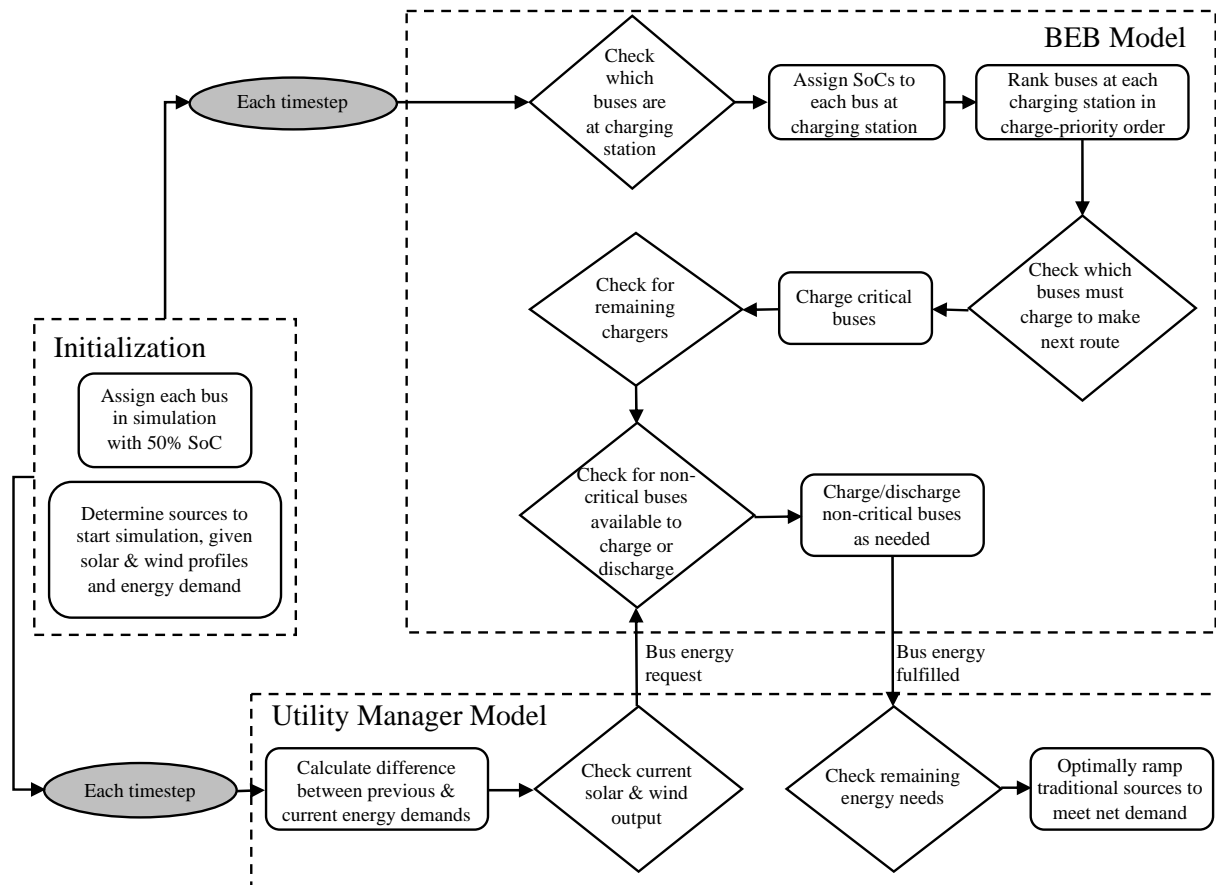 BEB Model
Each timestep
Check
which
buses are
at charging
station
Assign SoCs to
each bus at
charging station
Rank buses at each
charging station in
charge-priority order
Check which
buses must
charge to make
next route
Charge critical
buses
Check for
remaining
chargers
Initialization
Assign each bus
in simulation
with 50% SoC
Determine sources to
start simulation, given
solar & wind profiles
and energy demand
Check for non-
critical buses
available to
charge or
discharge
Charge/discharge
non-critical buses
as needed
Bus energy
request
Bus energy
fulfilled
Utility Manager Model
Each timestep
Calculate difference
between previous &
current energy demands
Check current
solar & wind
output
Check remaining
energy needs
Optimally ramp
traditional sources to
meet net demand